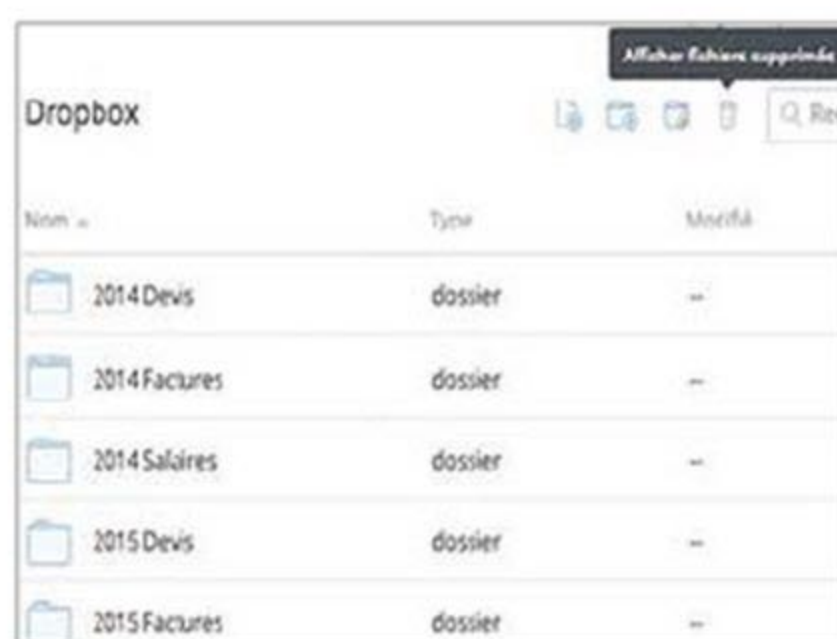 Afficher fichiers supprimés
Dropbox
Nom Type Modifié
2014 Devis dossier --
2014 Factures dossier --
2014 Salaires dossier --
2015 Devis dossier --
2015 Factures dossier --